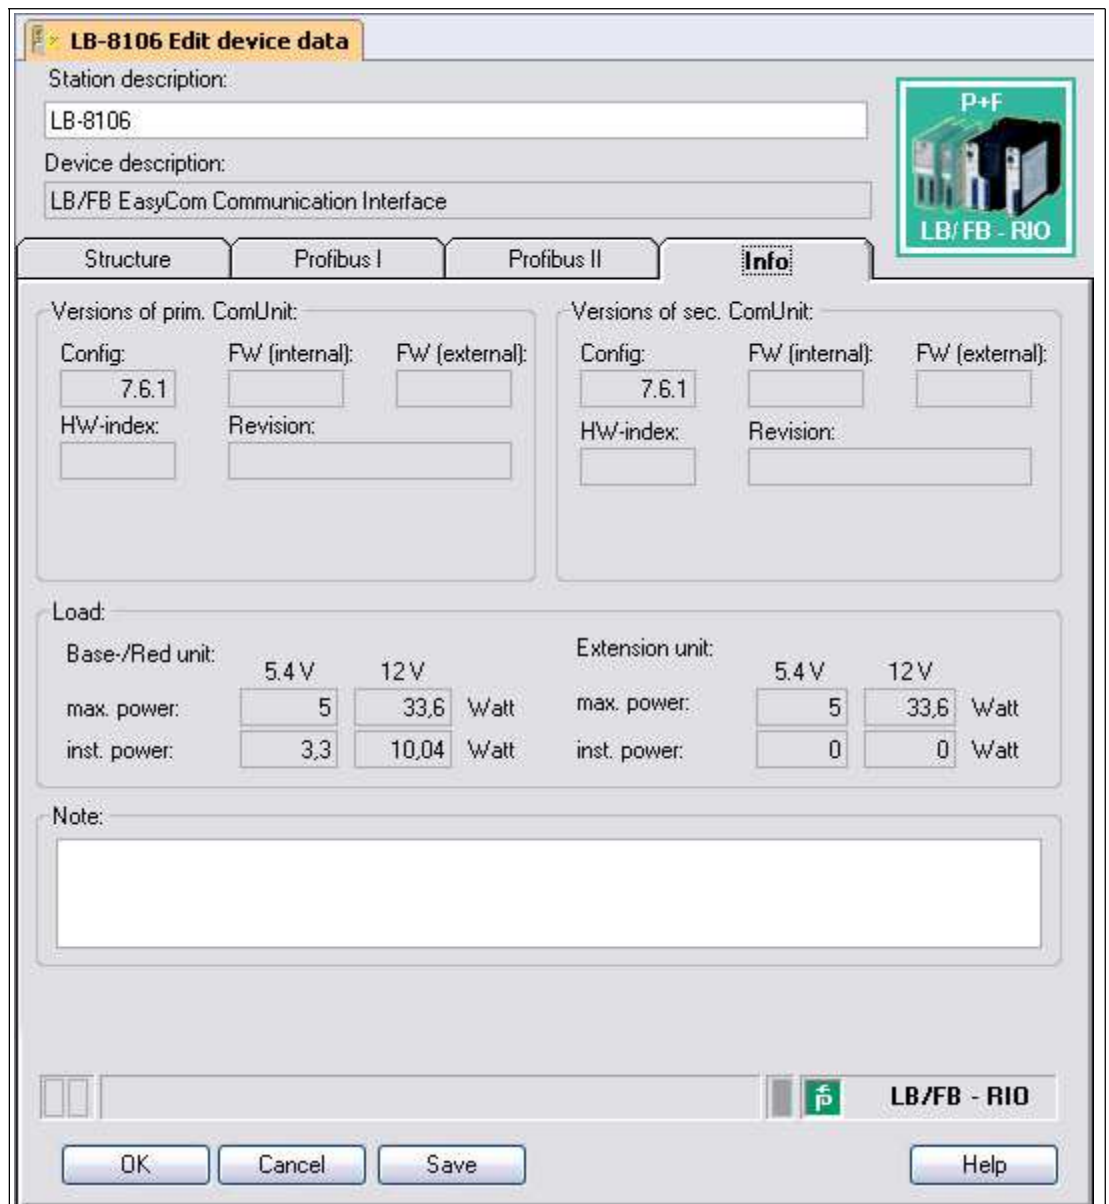 LB-8106 Edit device data
Station description:
LB-8106
P+F
Device description:
LB/FB EasyCom Communication Interface
LB/FB - RIO
Structure Profibus I Profibus II Info
Versions of prim. ComUnit:
Config: FW (internal): FW (external):
7.6.1
HW-index: Revision:
Versions of sec. ComUnit:
Config: FW (internal): FW (external):
7.6.1
HW-index: Revision:
Load:
Base-/Red unit:
5.4 V 12 V
max. power: 5 33,6 Watt
inst. power: 3,3 10,04 Watt
Extension unit:
5.4 V 12 V
max. power: 5 33,6 Watt
inst. power: 0 0 Watt
Note:
LB/FB - RIO
OK Cancel Save Help